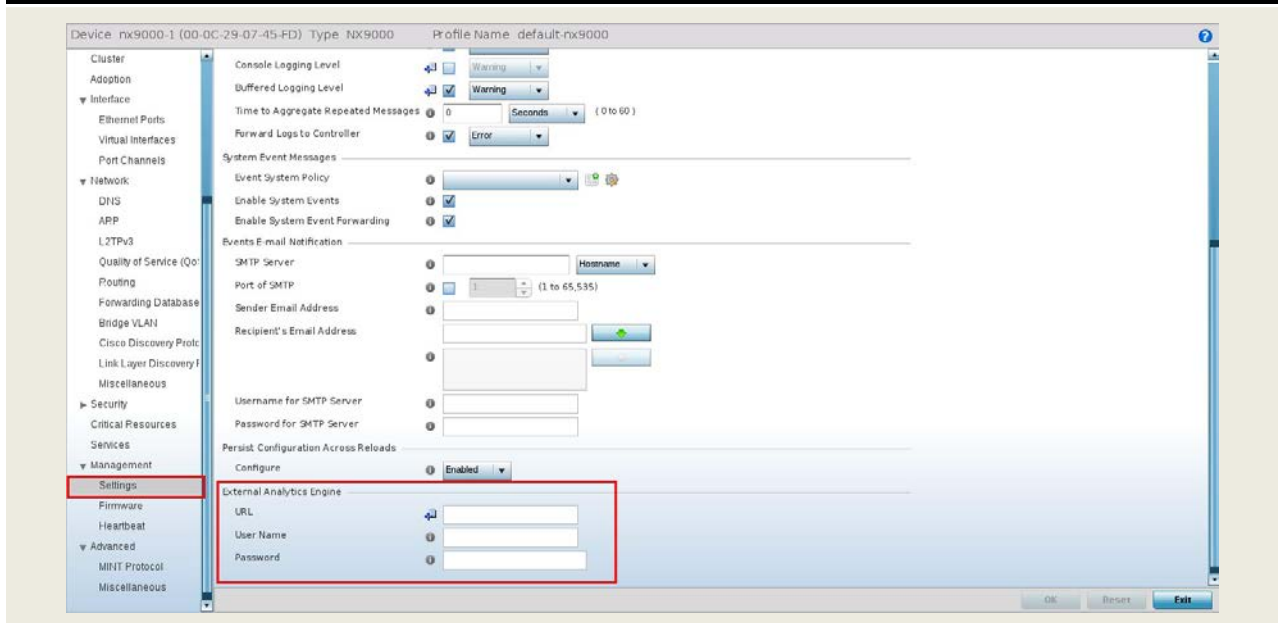 Device nx9000-1 (00-0C-29-07-45-FD) Type NX9000 Profile Name default-nx9000
Cluster
Adoption
Interface
Ethernet Ports
Virtual Interfaces
Port Channels
Network
DNS
ARP
L2TPv3
Quality of Service (Qo
Routing
Forwarding Database
Bridge VLAN
Cisco Discovery Protc
Link Layer Discovery
Miscellaneous
Security
Critical Resources
Services
Management
Settings
Firmware
Heartbeat
Advanced
MINT Protocol
Miscellaneous
Console Logging Level Warning
Buffered Logging Level Warning
Time to Aggregate Repeated Messages 0 Seconds ( 0 to 60 )
Forward Logs to Controller Error
System Event Messages
Event System Policy
Enable System Events
Enable System Event Forwarding
Events E-mail Notification
SMTP Server Hostname
Port of SMTP 1 (1 to 65,535)
Sender Email Address
Recipient's Email Address
Username for SMTP Server
Password for SMTP Server
Persist Configuration Across Reloads
Configure Enabled
External Analytics Engine
URL
User Name
Password
OK Reset Exit